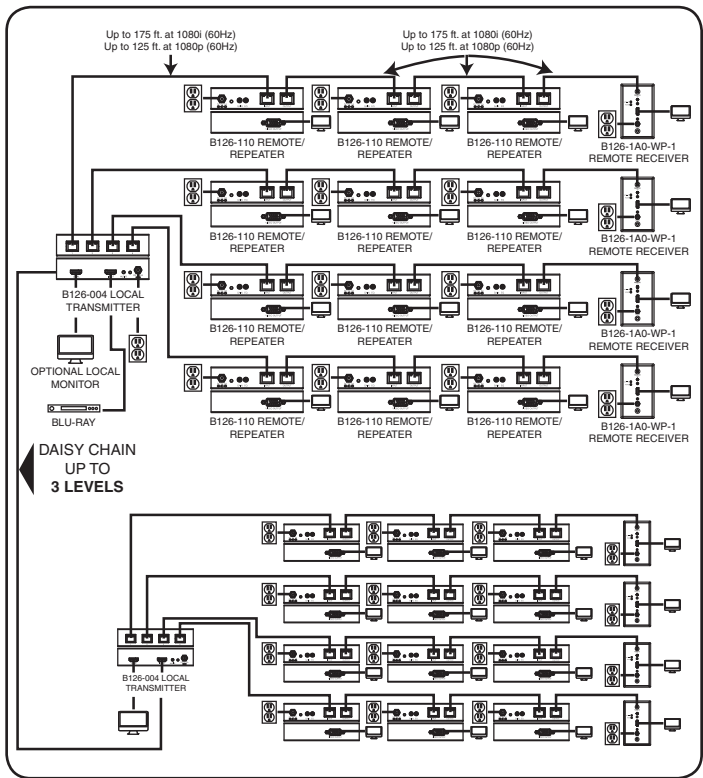 Up to 175 ft. at 1080i (60Hz)
Up to 125 ft. at 1080p (60Hz)
Up to 175 ft. at 1080i (60Hz)
Up to 125 ft. at 1080p (60Hz)
B126-110 REMOTE/
REPEATER
B126-110 REMOTE/
REPEATER
B126-110 REMOTE/
REPEATER
B126-1A0-WP-1
REMOTE RECEIVER
B126-110 REMOTE/
REPEATER
B126-110 REMOTE/
REPEATER
B126-110 REMOTE/
REPEATER
B126-1A0-WP-1
REMOTE RECEIVER
B126-004 LOCAL
TRANSMITTER
B126-110 REMOTE/
REPEATER
B126-110 REMOTE/
REPEATER
B126-110 REMOTE/
REPEATER
B126-1A0-WP-1
REMOTE RECEIVER
OPTIONAL LOCAL
MONITOR
BLU-RAY
B126-110 REMOTE/
REPEATER
B126-110 REMOTE/
REPEATER
B126-110 REMOTE/
REPEATER
B126-1A0-WP-1
REMOTE RECEIVER
DAISY CHAIN
UP TO
3 LEVELS
B126-004 LOCAL
TRANSMITTER